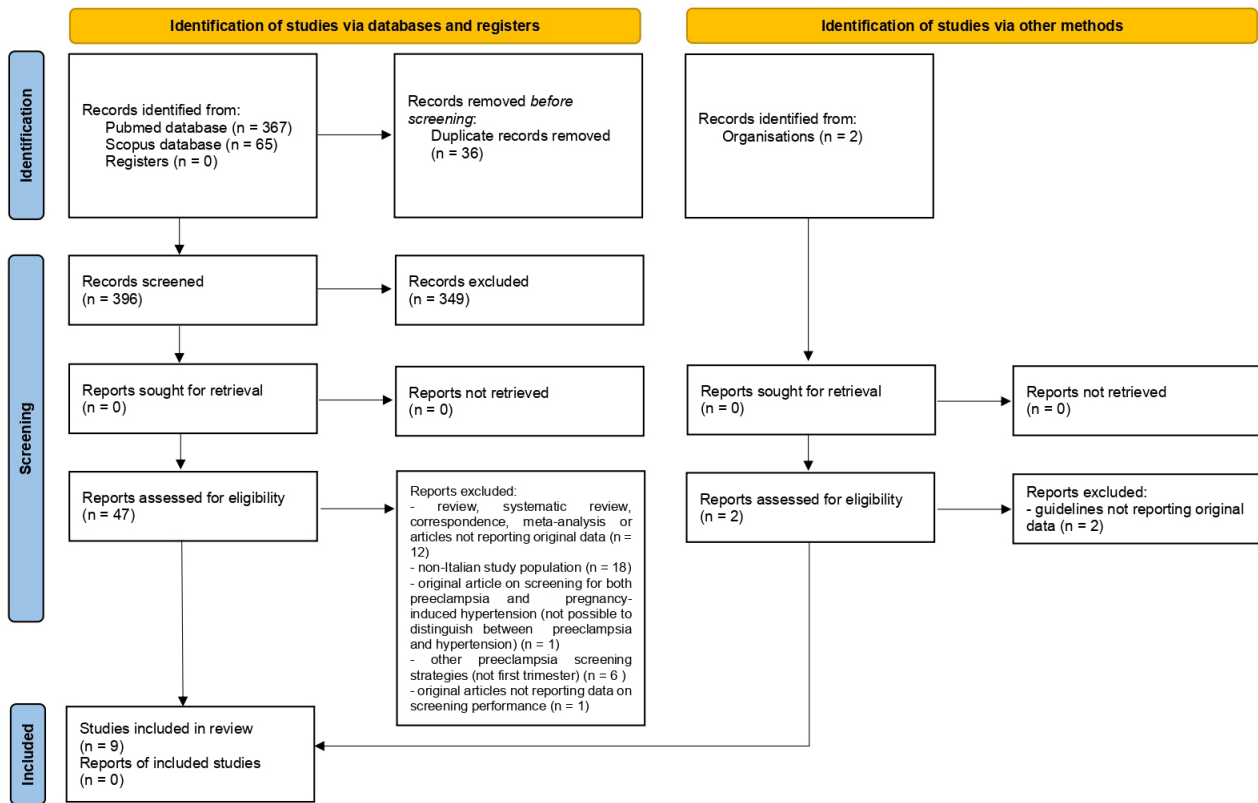 Identification of studies via databases and registers
Identification of studies via other methods
Identification
Records identified from:
Pubmed database (n = 367)
Scopus database (n = 65)
Registers (n = 0)
Records removed before
screening:
Duplicate records removed
(n = 36)
Records identified from:
Organisations (n = 2)
Screening
Records screened
(n = 396)
Records excluded
(n = 349)
Reports sought for retrieval
(n = 0)
Reports not retrieved
(n = 0)
Reports sought for retrieval
(n = 0)
Reports not retrieved
(n = 0)
Reports assessed for eligibility
(n = 47)
Reports excluded:
- review, systematic review,
correspondence, meta-analysis or
articles not reporting original data (n =
12)
- non-Italian study population (n = 18)
- original article on screening for both
preeclampsia and pregnancy-
induced hypertension (not possible to
distinguish between preeclampsia
and hypertension) (n = 1)
- other preeclampsia screening
strategies (not first trimester) (n = 6 )
- original articles not reporting data on
screening performance (n = 1)
Reports assessed for eligibility
(n = 2)
Reports excluded:
- guidelines not reporting original
data (n = 2)
Included
Studies included in review
(n = 9)
Reports of included studies
(n = 0)